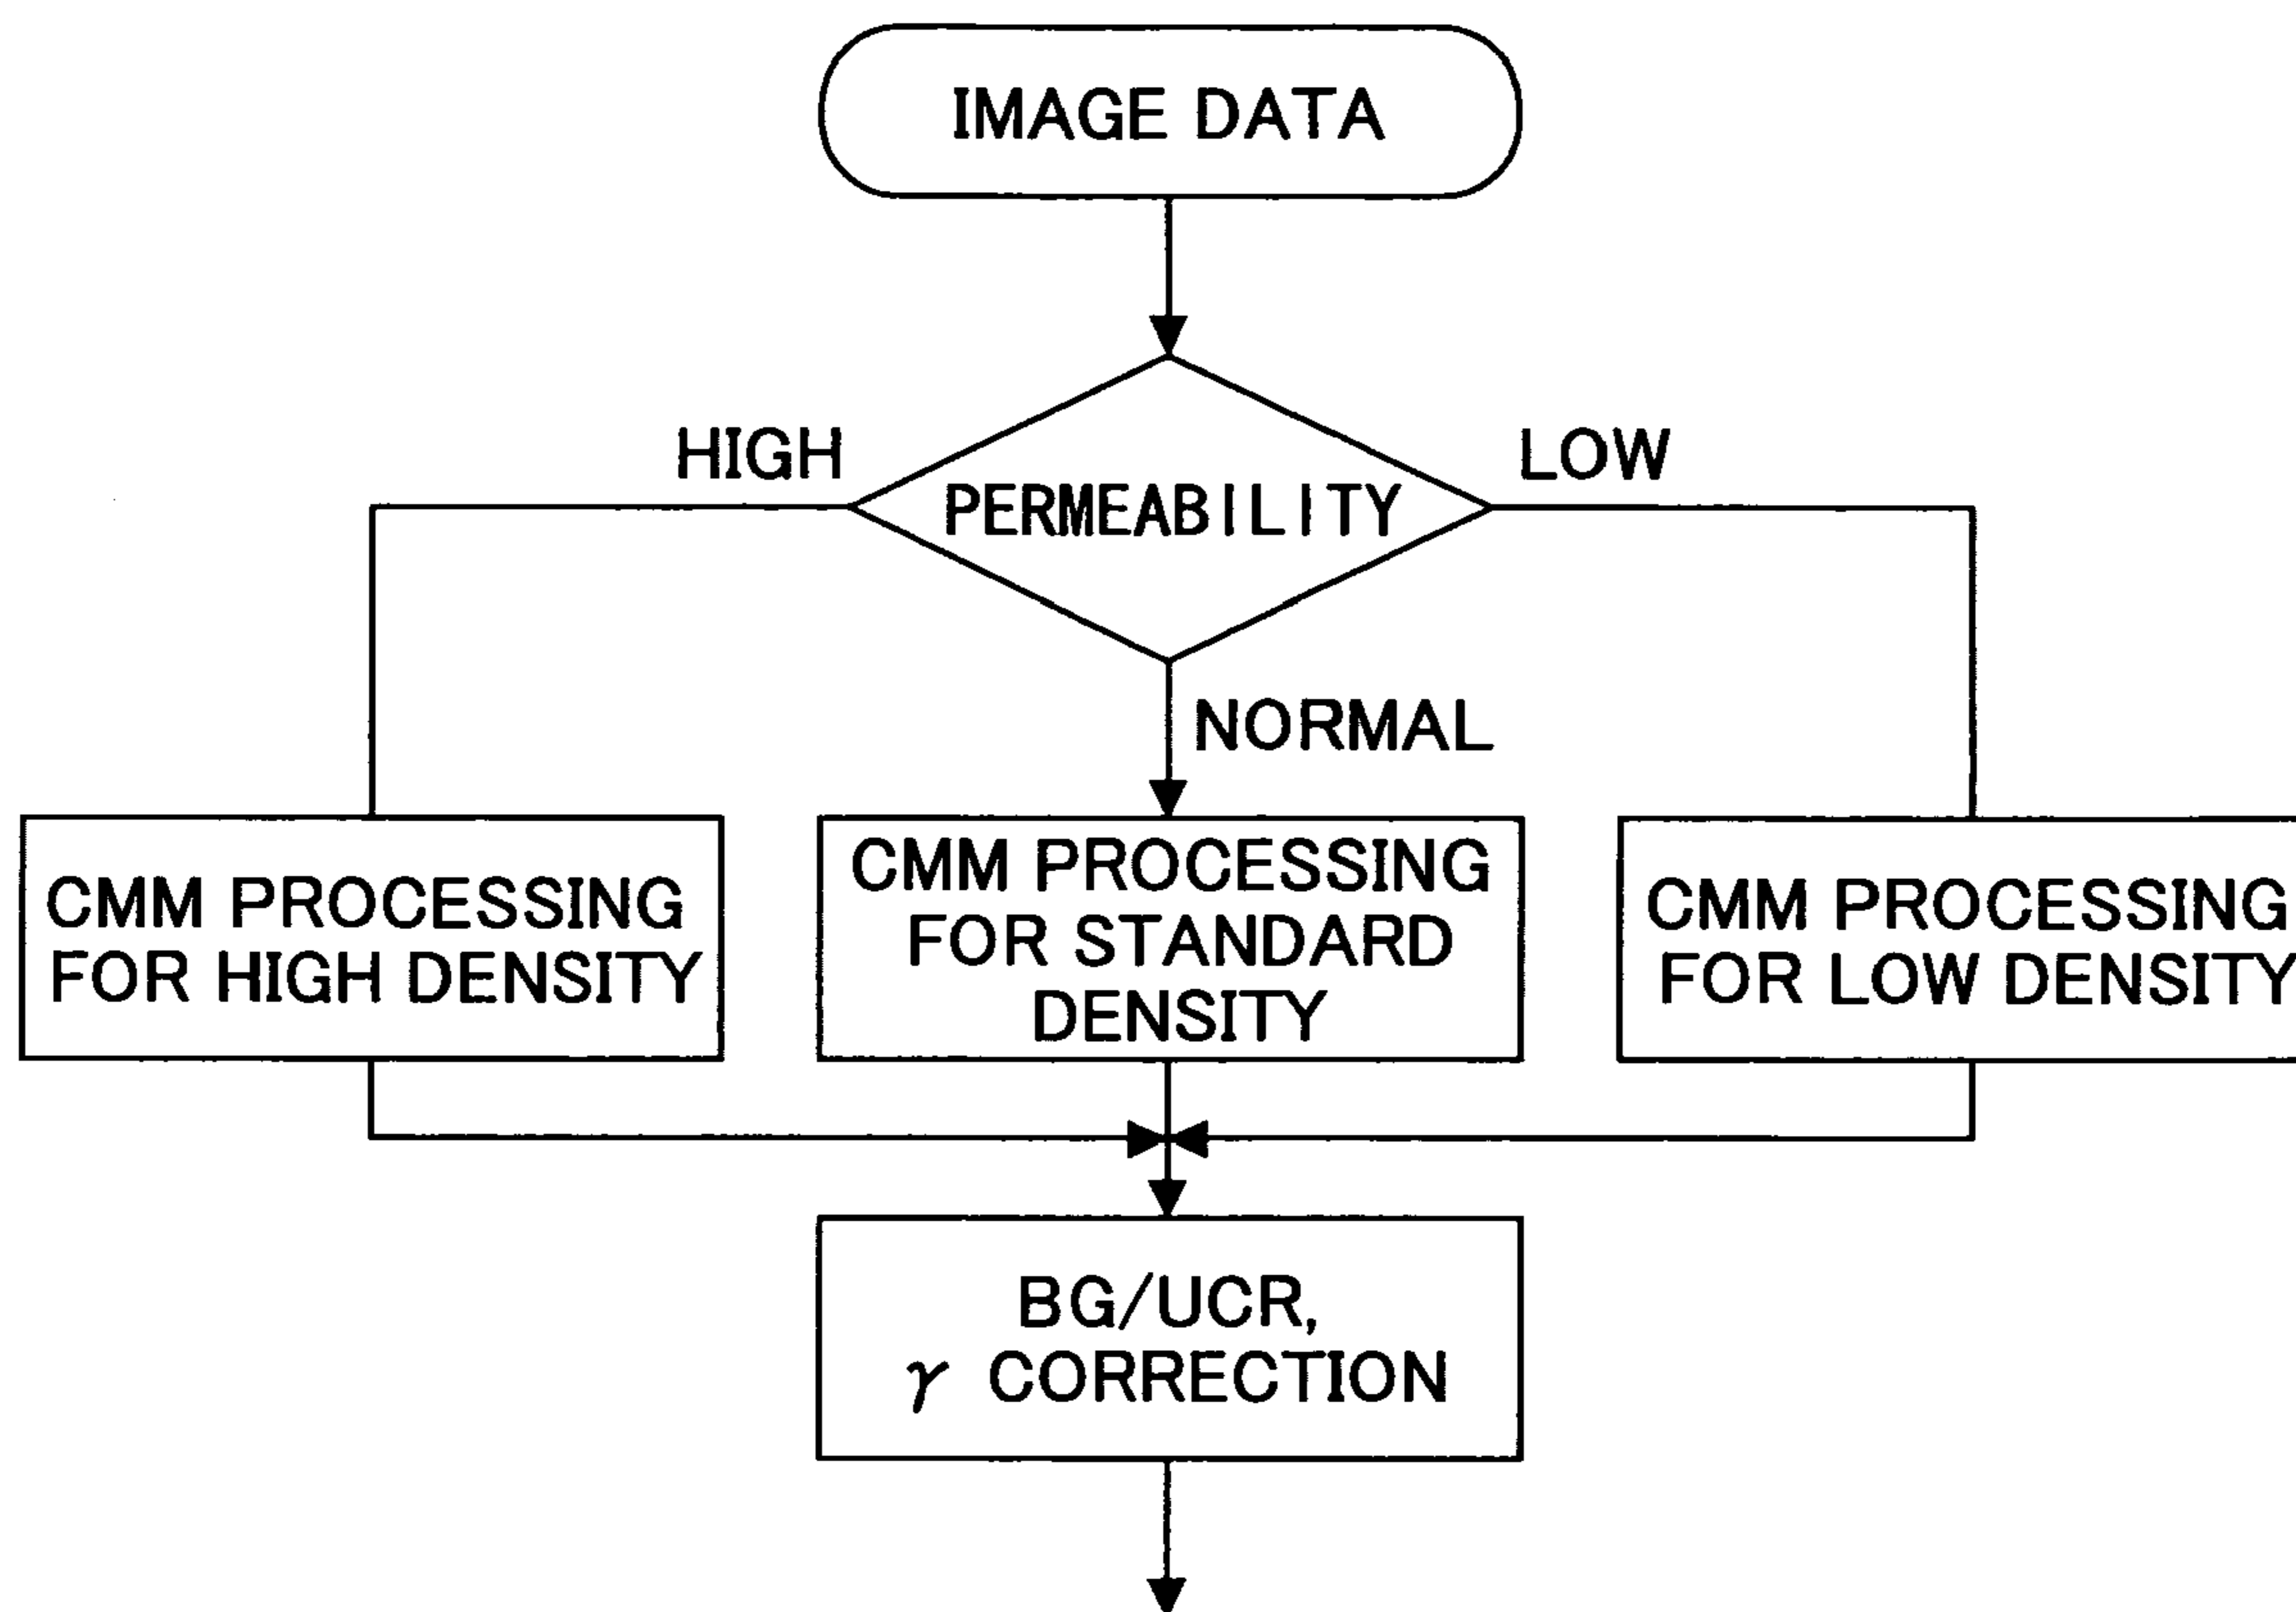 IMAGE DATA
HIGH
LOW
PERMEABILITY
NORMAL
CMM PROCESSING
FOR HIGH DENSITY
CMM PROCESSING
FOR STANDARD
DENSITY
CMM PROCESSING
FOR LOW DENSITY
BG/UCR,
γ CORRECTION